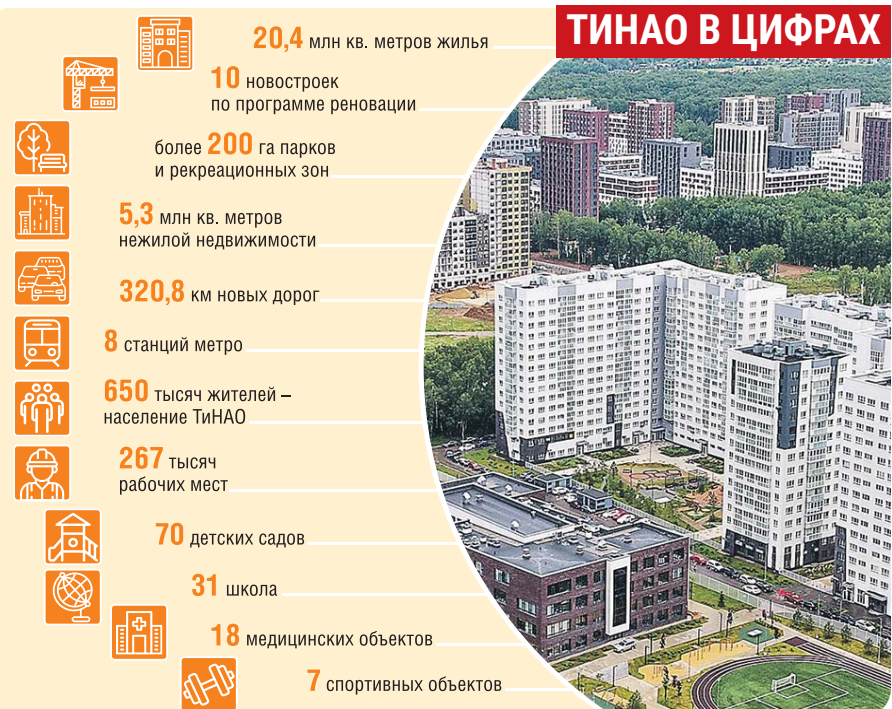 ТИНАО В ЦИФРАХ
20,4 млн кв. метров жилья
10 новостроек
по программе реновации
более 200 га парков
и рекреационных зон
5,3 млн кв. метров
нежилой недвижимости
320,8 км новых дорог
8 станций метро
650 тысяч жителей –
население ТиНАО
267 тысяч
рабочих мест
70 детских садов
31 школа
18 медицинских объектов
7 спортивных объектов